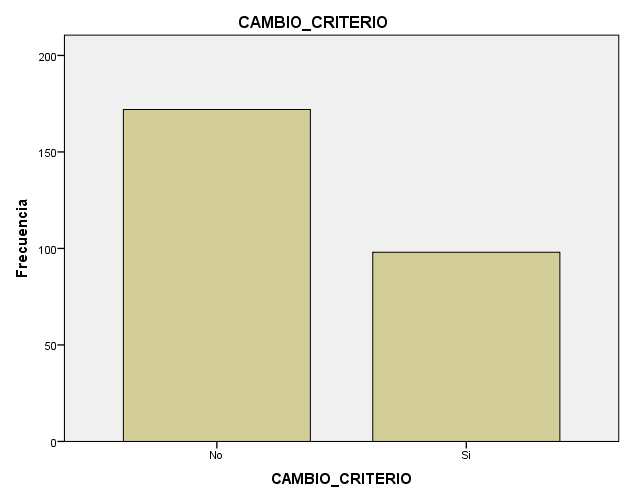 CAMBIO_CRITERIO
200
150
100
50
0
Frecuencia
No
Si
CAMBIO_CRITERIO